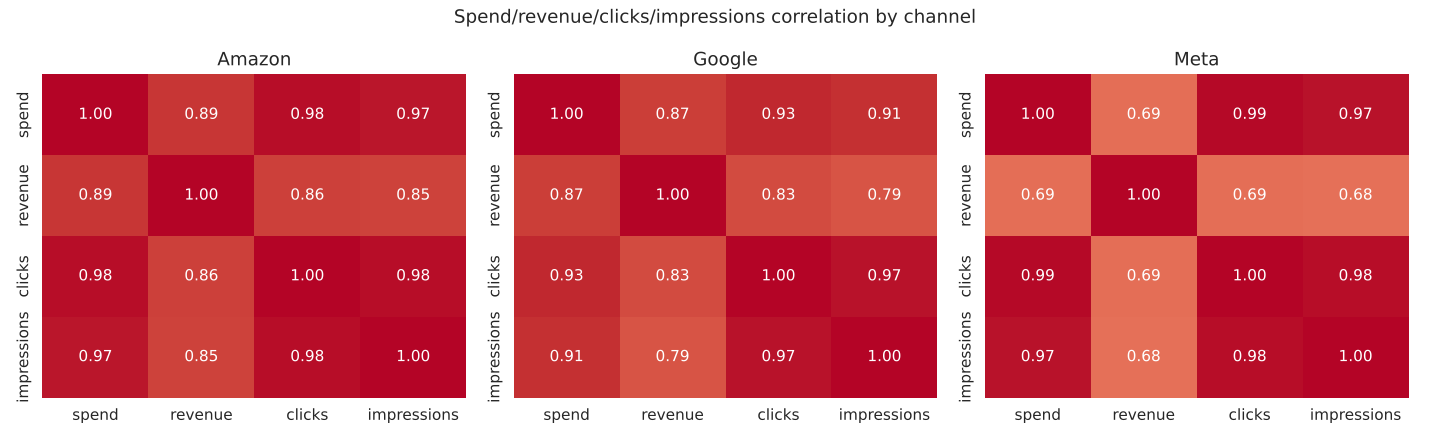 Spend/revenue/clicks/impressions correlation by channel
Amazon
spend 1.00 0.89 0.98 0.97
revenue 0.89 1.00 0.86 0.85
clicks 0.98 0.86 1.00 0.98
impressions 0.97 0.85 0.98 1.00
spend revenue clicks impressions
Google
spend 1.00 0.87 0.93 0.91
revenue 0.87 1.00 0.83 0.79
clicks 0.93 0.83 1.00 0.97
impressions 0.91 0.79 0.97 1.00
spend revenue clicks impressions
Meta
spend 1.00 0.69 0.99 0.97
revenue 0.69 1.00 0.69 0.68
clicks 0.99 0.69 1.00 0.98
impressions 0.97 0.68 0.98 1.00
spend revenue clicks impressions